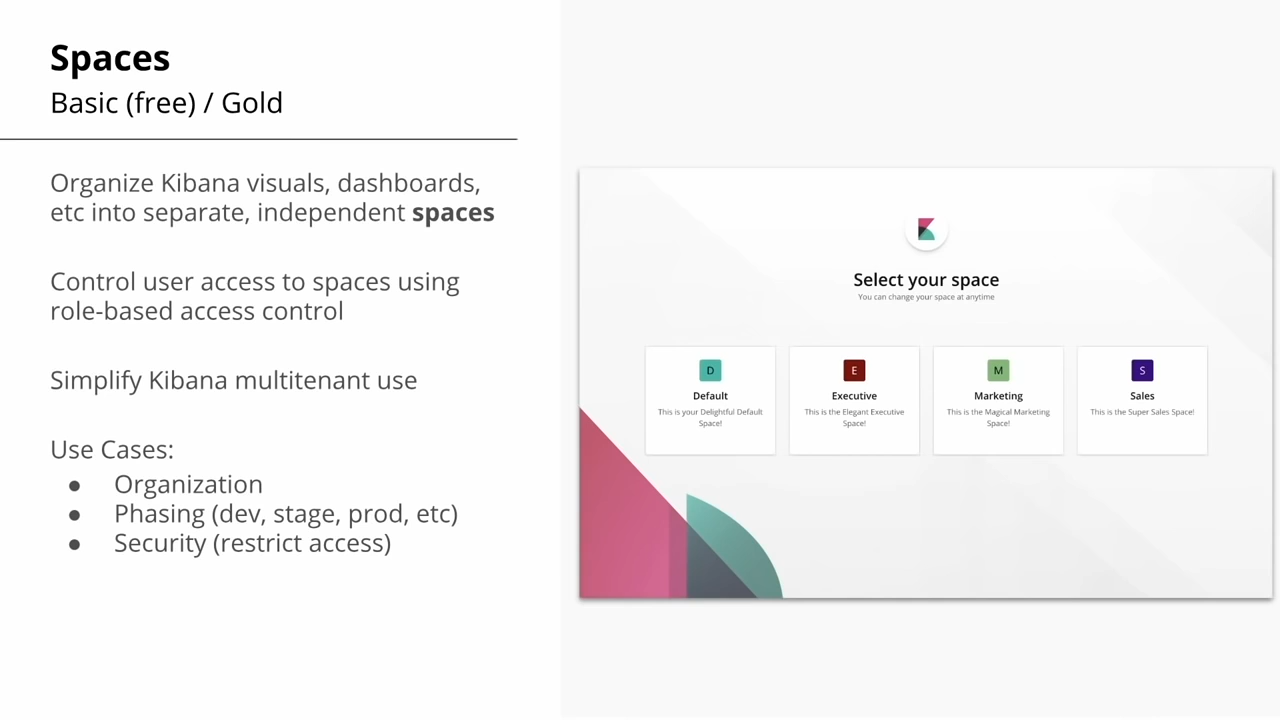 Spaces
Basic (free) / Gold
Organize Kibana visuals, dashboards,
etc into separate, independent spaces
Control user access to spaces using
role-based access control
Simplify Kibana multitenant use
Use Cases:
● Organization
● Phasing (dev, stage, prod, etc)
● Security (restrict access)
Select your space
You can change your space at anytime
D
Default
This is your Delightful Default
Space!
E
Executive
This is the Elegant Executive
Space!
M
Marketing
This is the Magical Marketing
Space!
S
Sales
This is the Super Sales Space!